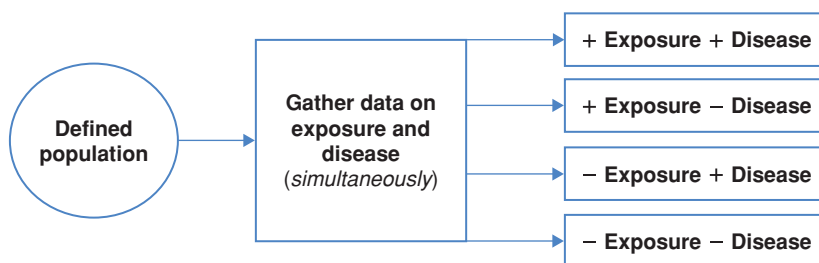 Defined
population
Gather data on
exposure and
disease
(simultaneously)
+ Exposure + Disease
+ Exposure − Disease
− Exposure + Disease
− Exposure − Disease